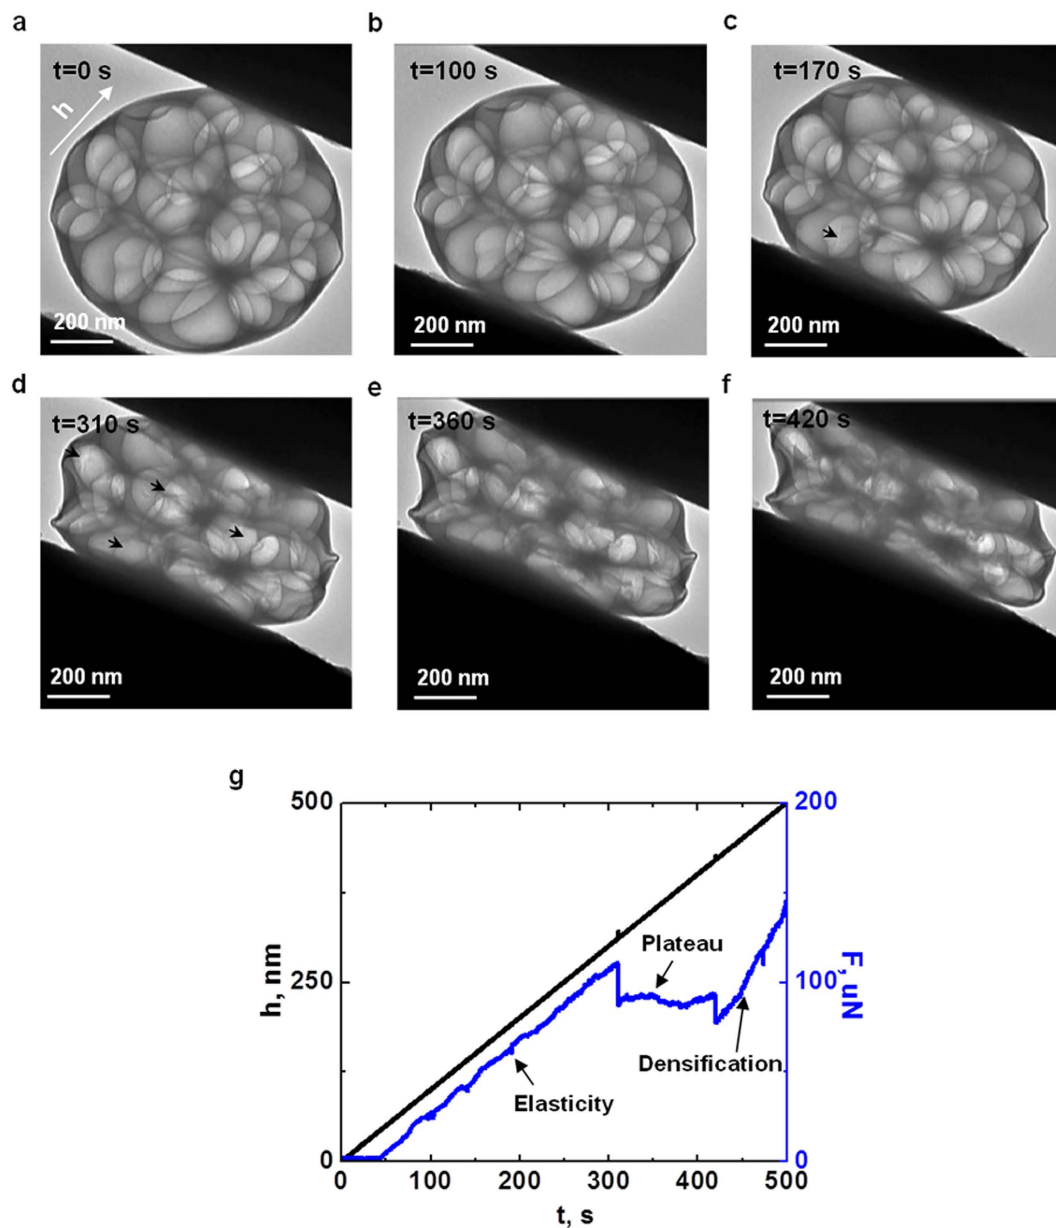 a
b
c
t=0 s
h
200 nm
t=100 s
200 nm
t=170 s
200 nm
d
e
f
t=310 s
200 nm
t=360 s
200 nm
t=420 s
200 nm
g
500
200
250
100
0
0
h, nm
F, uN
Plateau
Elasticity
Densification
0
100
200
300
400
500
t, s